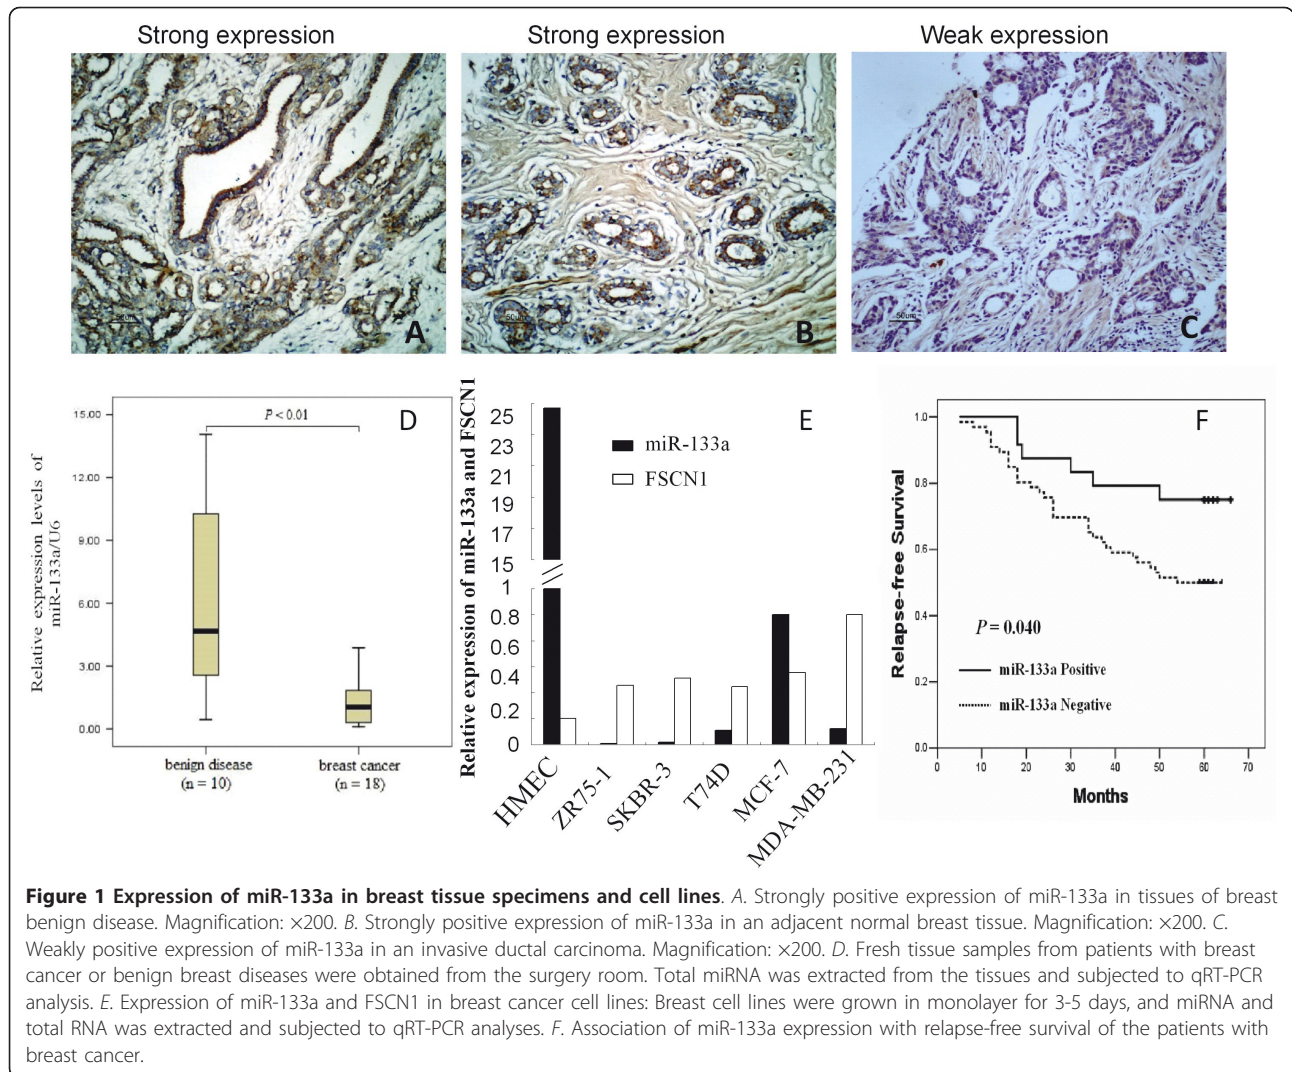 Strong expression
Strong expression
Weak expression
50um
A
50um
B
50um
C
Relative expression levels of
miR-133a/U6
15.00
12.00
9.00
6.00
3.00
0.00
P < 0.01
D
benign disease
(n = 10)
breast cancer
(n = 18)
Relative expression of miR-133a and FSCN1
25
23
21
19
17
15
1
0.8
0.6
0.4
0.2
0
E
miR-133a
FSCN1
HMEC
ZR75-1
SKBR-3
T74D
MCF-7
MDA-MB-231
Relapse-free Survival
1.0
0.8
0.6
0.4
0.2
0.0
F
P = 0.040
miR-133a Positive
miR-133a Negative
0 10 20 30 40 50 60 70
Months
Figure 1 Expression of miR-133a in breast tissue specimens and cell lines. A. Strongly positive expression of miR-133a in tissues of breast
benign disease. Magnification: ×200. B. Strongly positive expression of miR-133a in an adjacent normal breast tissue. Magnification: ×200. C.
Weakly positive expression of miR-133a in an invasive ductal carcinoma. Magnification: ×200. D. Fresh tissue samples from patients with breast
cancer or benign breast diseases were obtained from the surgery room. Total miRNA was extracted from the tissues and subjected to qRT-PCR
analysis. E. Expression of miR-133a and FSCN1 in breast cancer cell lines: Breast cell lines were grown in monolayer for 3-5 days, and miRNA and
total RNA was extracted and subjected to qRT-PCR analyses. F. Association of miR-133a expression with relapse-free survival of the patients with
breast cancer.